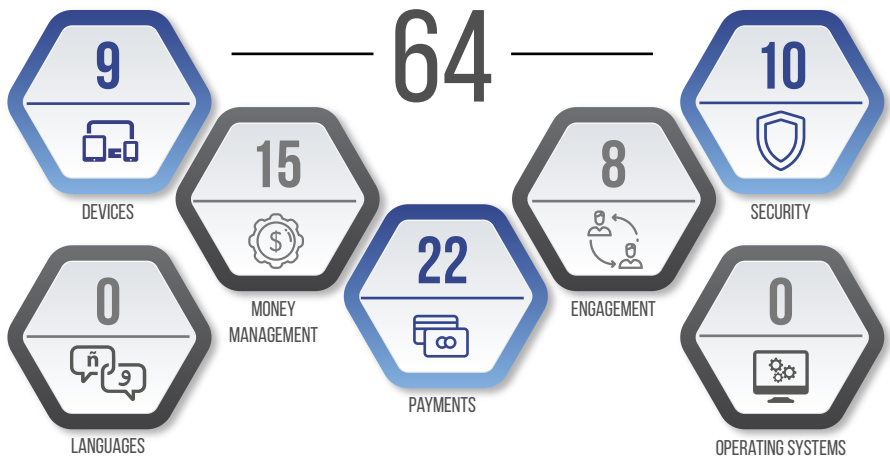 64
9
DEVICES
10
SECURITY
15
MONEY
MANAGEMENT
8
ENGAGEMENT
22
PAYMENTS
0
ñ
و
LANGUAGES
0
OPERATING SYSTEMS